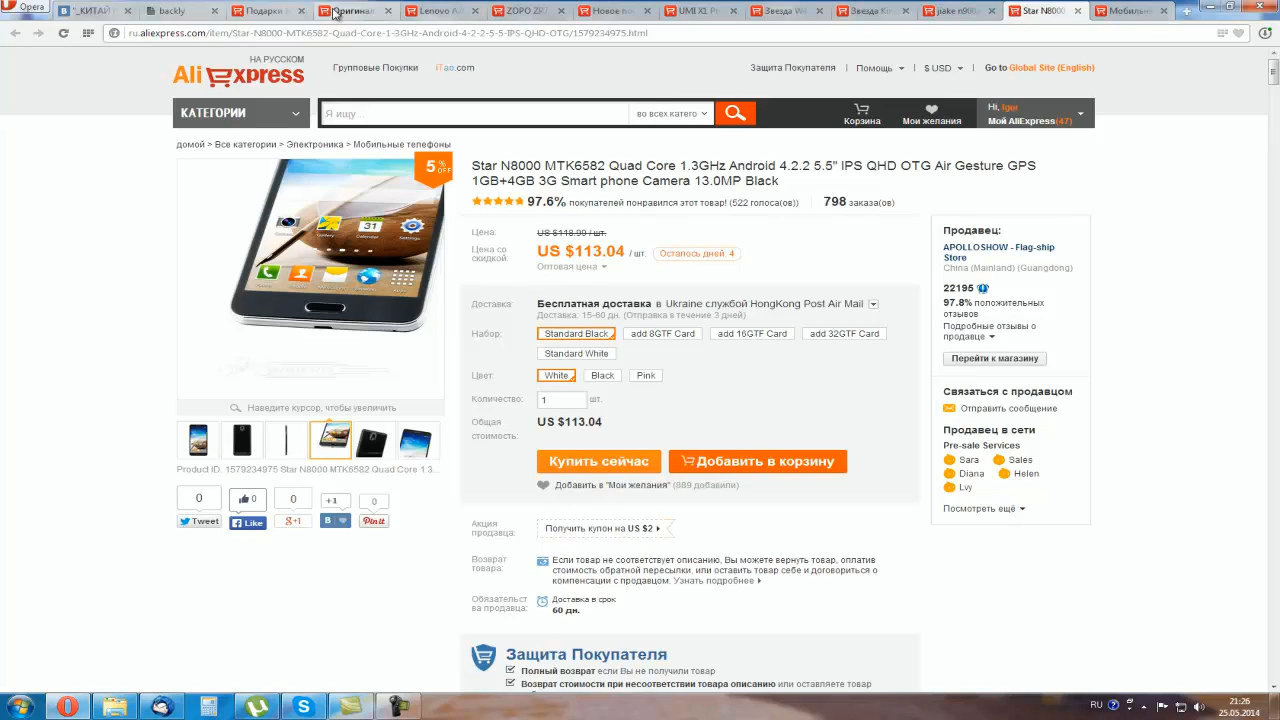 Opera
"_КИТАЙ
backly
Подарки
Оригинал
Lenovo A
ZOPO ZP
Новое по
UMI X1 Pr
Звезда W
Звезда Ki
jiake n900
Star N8000
Мобильн
ru.aliexpress.com/item/Star-N8000-MTK6582-Quad-Core-1-3GHz-Android-4-2-2-5-5-IPS-QHD-OTG/1579234975.html
НА РУССКОМ
AliExpress
Групповые Покупки
iTao.com
Защита Покупателя
Помощь
$ USD
Go to Global Site (English)
КАТЕГОРИИ
Я ищу ...
во всех катего
Корзина
Мои желания
Hi, Iger
Мой AliExpress(47)
домой > Все категории > Электроника > Мобильные телефоны
5 % OFF
Star N8000 MTK6582 Quad Core 1.3GHz Android 4.2.2 5.5" IPS QHD OTG Air Gesture GPS
1GB+4GB 3G Smart phone Camera 13.0MP Black
97.6% покупателей понравился этот товар! (522 голоса(ов))
798 заказа(ов)
Цена:
US $118.99 / шт.
Цена со
скидкой:
US $113.04 / шт.
Осталось дней: 4
Оптовая цена
Доставка:
Бесплатная доставка в Ukraine службой HongKong Post Air Mail
Доставка: 15-60 дн. (Отправка в течение 3 дней)
Набор:
Standard Black
add 8GTF Card
add 16GTF Card
add 32GTF Card
Standard White
Цвет:
White
Black
Pink
Количество:
1
шт.
Общая
стоимость:
US $113.04
Купить сейчас
Добавить в корзину
Добавить в "Мои желания" (889 добавили)
Наведите курсор, чтобы увеличить
Product ID: 1579234975 Star N8000 MTK6582 Quad Core 1.3...
0
0
0
+1
0
Tweet
Like
g+1
В
Pin it
Акция
продавца:
Получить купон на US $2
Возврат
товара:
Если товар не соответствует описанию, Вы можете вернуть товар, оплатив
стоимость обратной пересылки, или оставить товар себе и договориться о
компенсации с продавцом. Узнать подробнее
Обязательст
ва продавца:
Доставка в срок
60 дн.
Защита Покупателя
Полный возврат если Вы не получили товар
Возврат стоимости при несоответствии товара описанию или оставляете товар
Продавец:
APOLLOSHOW - Flag-ship
Store
China (Mainland) (Guangdong)
22195
97.8% положительных
отзывов
Подробные отзывы о
продавце
Перейти к магазину
Связаться с продавцом
Отправить сообщение
Продавец в сети
Pre-sale Services
Sara
Sales
Diana
Helen
Lvy
Посмотреть ещё
RU
21:26
25.05.2014